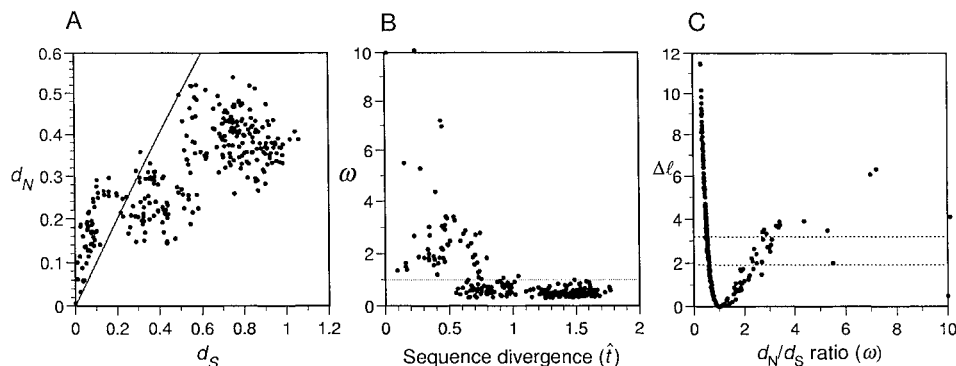 A
0.6
0.5
0.4
d_N
0.3
0.2
0.1
0
0 0.2 0.4 0.6 0.8 1 1.2
d_S
B
10
8
6
ω
4
2
0
0 0.5 1 1.5 2
Sequence divergence (t̂)
C
12
10
8
Δℓ
6
4
2
0
0 2 4 6 8 10
d_N/d_S ratio (ω)